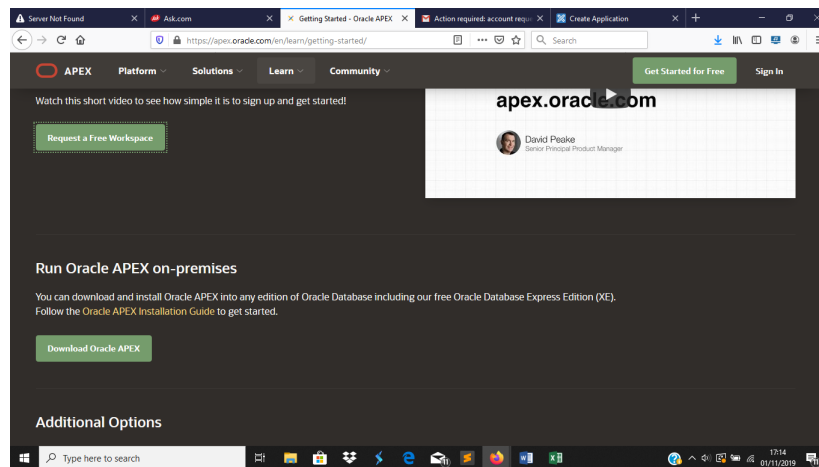 Server Not Found
Ask.com
Getting Started - Oracle APEX
Action required: account requ
Create Application
https://apex.oracle.com/en/learn/getting-started/
Search
APEX
Platform
Solutions
Learn
Community
Get Started for Free
Sign In
Watch this short video to see how simple it is to sign up and get started!
apex.oracle.com
Request a Free Workspace
David Peake
Senior Principal Product Manager
Run Oracle APEX on-premises
You can download and install Oracle APEX into any edition of Oracle Database including our free Oracle Database Express Edition (XE).
Follow the Oracle APEX Installation Guide to get started.
Download Oracle APEX
Additional Options
Type here to search
17:14
01/11/2019